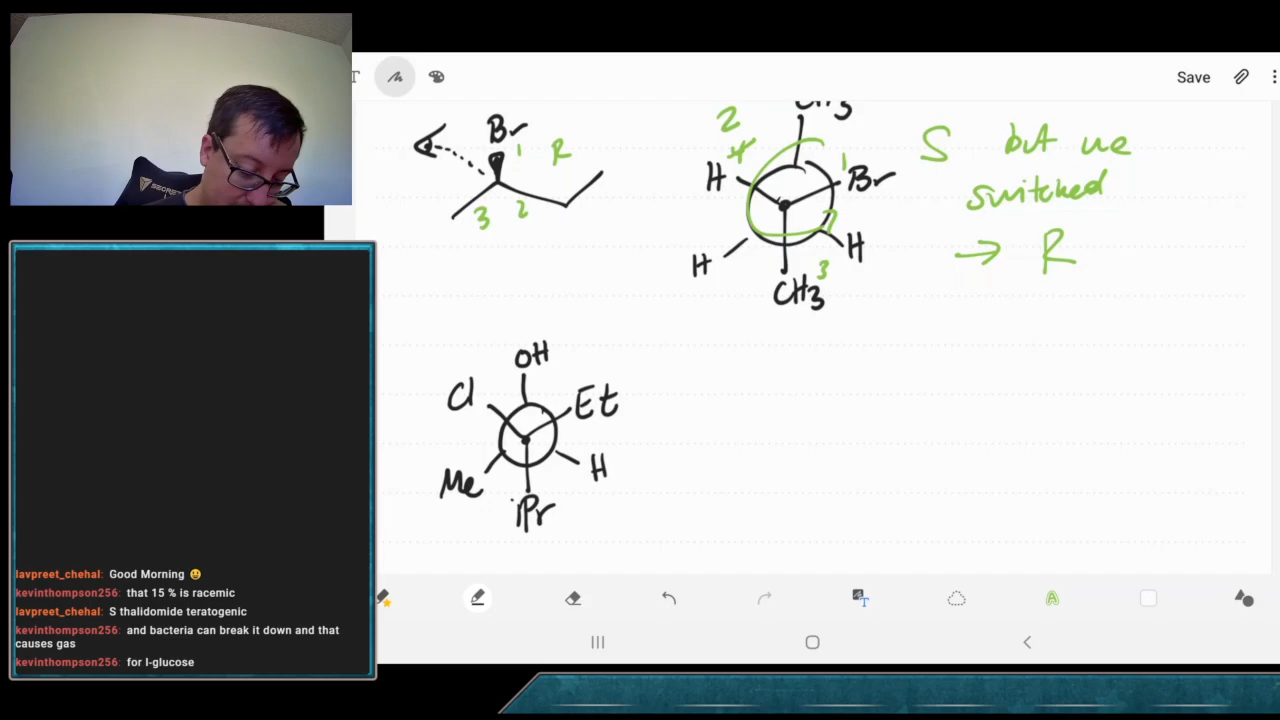 T
Save
Br
1
R
3
2
CH3
2
4
1
H
Br
H
H
3
CH3
S but we
switched
→ R
OH
Cl
Et
Me
H
iPr
lavpreet_chehal: Good Morning 😃
kevinthompson256: that 15 % is racemic
lavpreet_chehal: S thalidomide teratogenic
kevinthompson256: and bacteria can break it down and that
causes gas
kevinthompson256: for l-glucose